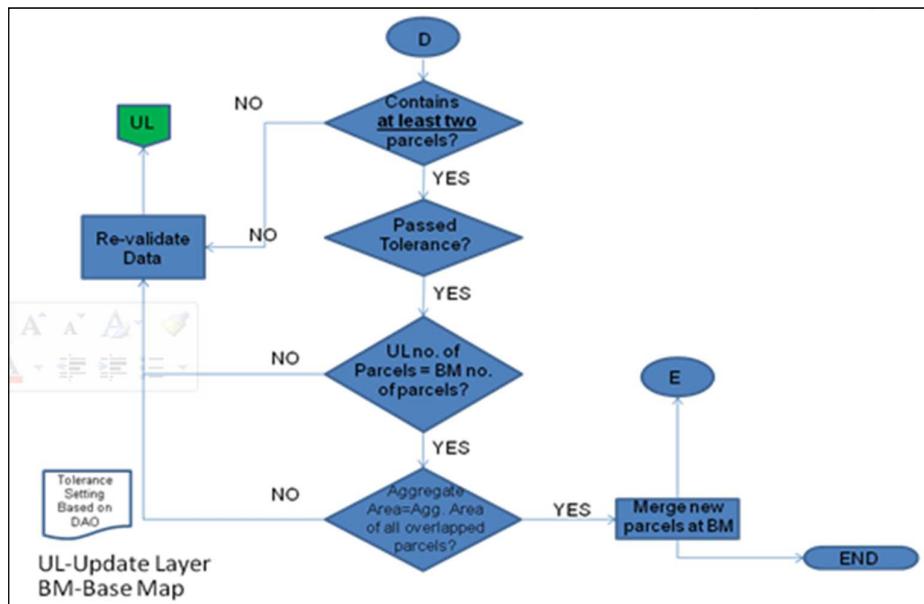 D
Contains
at least two
parcels?
NO
UL
YES
Re-validate
Data
NO
Passed
Tolerance?
YES
A A A
A
UL no. of
Parcels = BM no.
of parcels?
NO
E
YES
Tolerance
Setting
Based on
DAO
NO
Aggregate
Area=Agg. Area
of all overlapped
parcels?
YES
Merge new
parcels at BM
UL-Update Layer
BM-Base Map
END